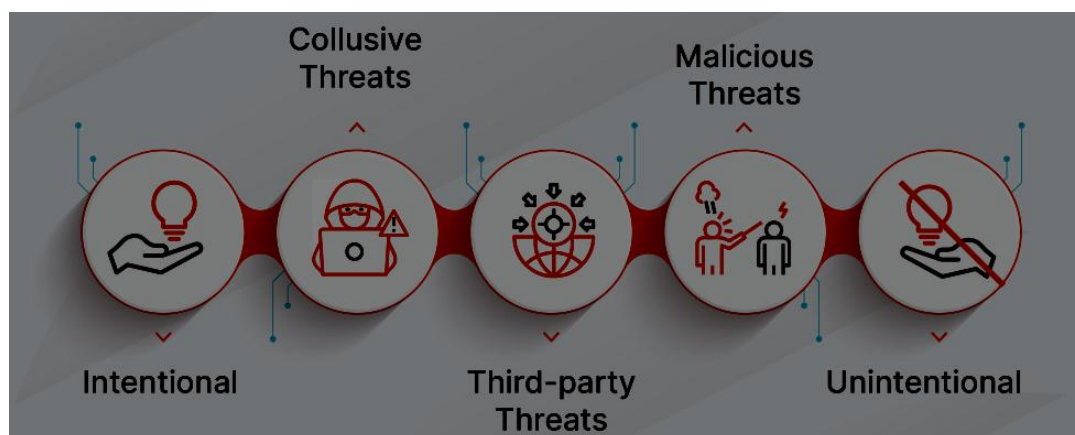 Intentional
Collusive
Threats
Third-party
Threats
Malicious
Threats
Unintentional